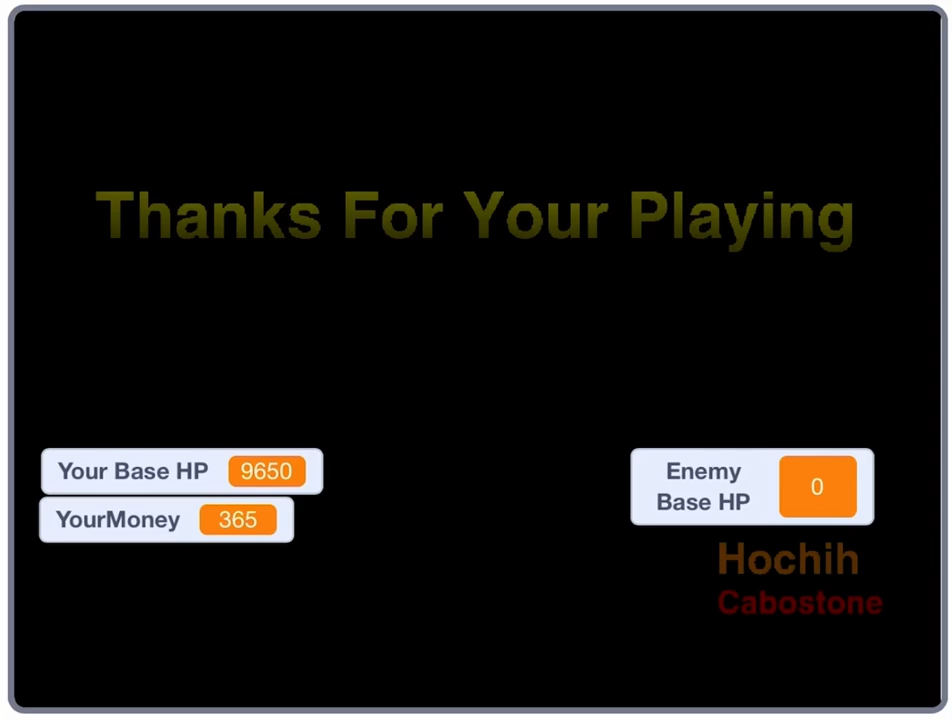 Thanks For Your Playing
Your Base HP 9650
YourMoney 365
Enemy
Base HP 0
Hochih
Cabostone